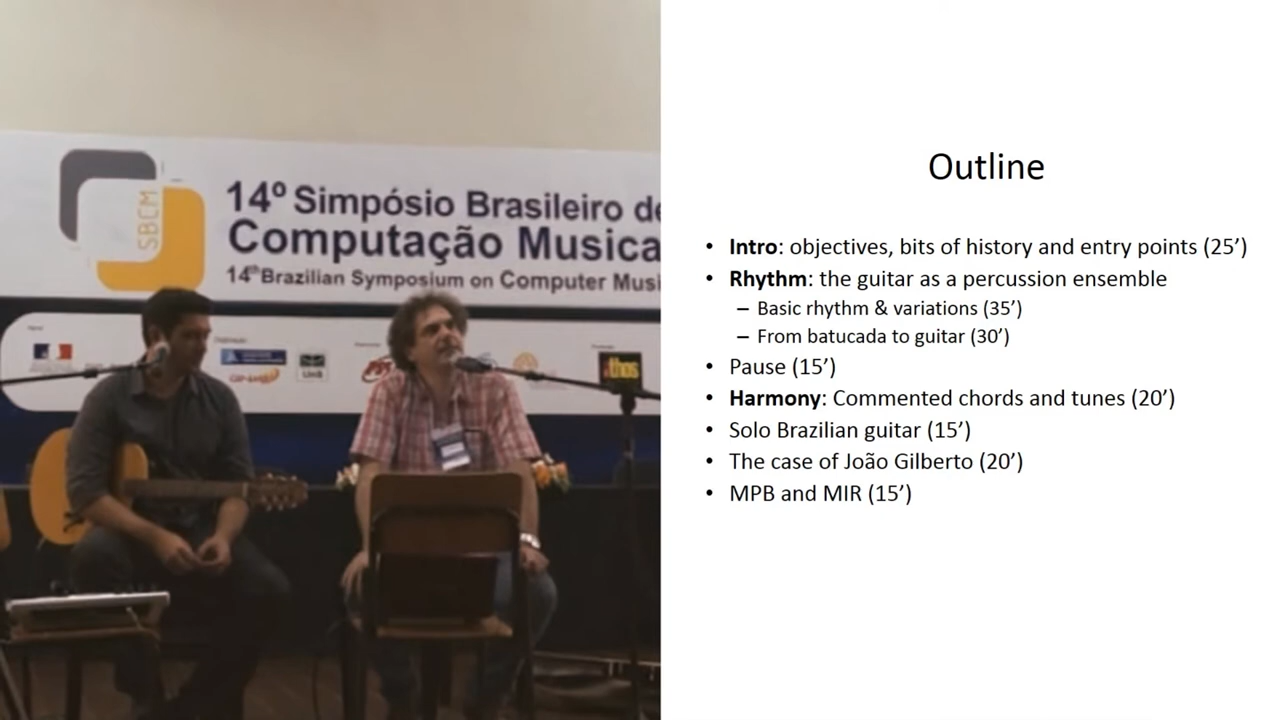 SBCM
14º Simpósio Brasileiro de
Computação Musica
14th Brazilian Symposium on Computer Musi
UnB
.thos
Outline
• Intro: objectives, bits of history and entry points (25’)
• Rhythm: the guitar as a percussion ensemble
– Basic rhythm & variations (35’)
– From batucada to guitar (30’)
• Pause (15’)
• Harmony: Commented chords and tunes (20’)
• Solo Brazilian guitar (15’)
• The case of João Gilberto (20’)
• MPB and MIR (15’)